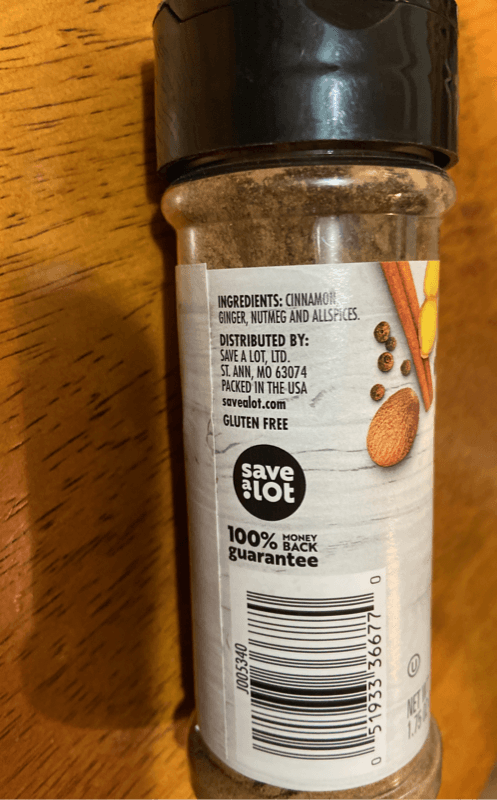 INGREDIENTS: CINNAMON
GINGER, NUTMEG AND ALLSPICES.
DISTRIBUTED BY:
SAVE A LOT, LTD.
ST. ANN, MO 63074
PACKED IN THE USA
savealot.com
GLUTEN FREE
save
a
lot
100% MONEY BACK
guarantee
J005340
0 51933 36677 0
U
NET W